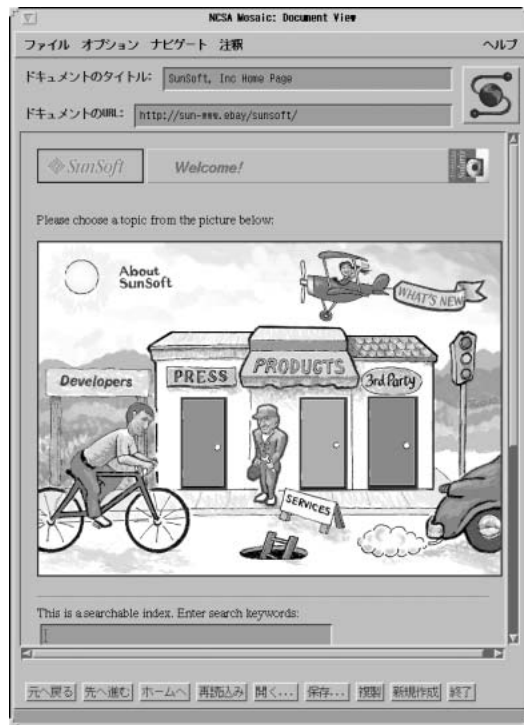 NCSA Mosaic: Document View
ファイル オプション ナビゲート 注釈 ヘルプ
ドキュメントのタイトル: SunSoft, Inc Home Page
ドキュメントのURL: http://sun-www.ebay/sunsoft/
SunSoft Welcome!
Please choose a topic from the picture below:
About
SunSoft
WHAT'S NEW
PRODUCTS
PRESS
3rd Party
Developers
SERVICES
This is a searchable index. Enter search keywords:
元へ戻る 先へ進む ホームへ 再読込み 開く... 保存... 複製 新規作成 終了